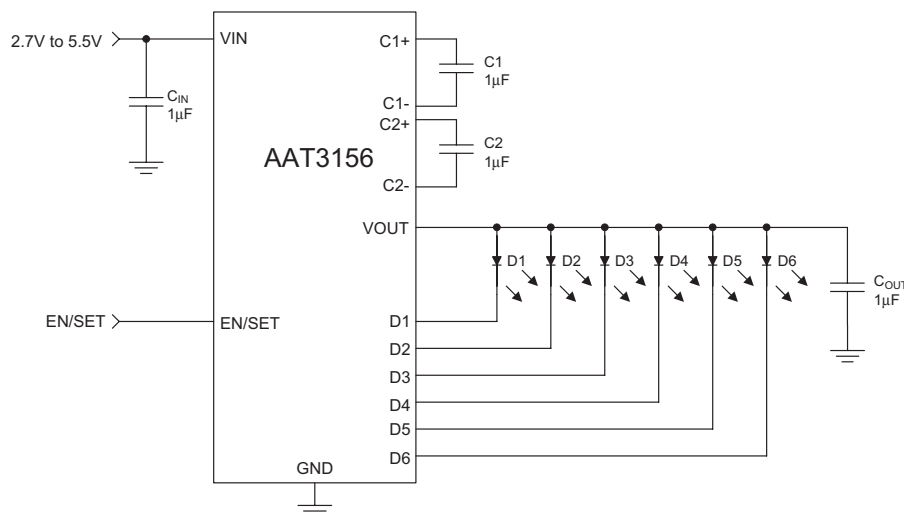 2.7V to 5.5V
VIN
C1+
C1
1μF
C1-
CIN
1μF
C2+
C2
1μF
AAT3156
C2-
VOUT
D1
D2
D3
D4
D5
D6
COUT
1μF
EN/SET
EN/SET
D1
D2
D3
D4
D5
D6
GND